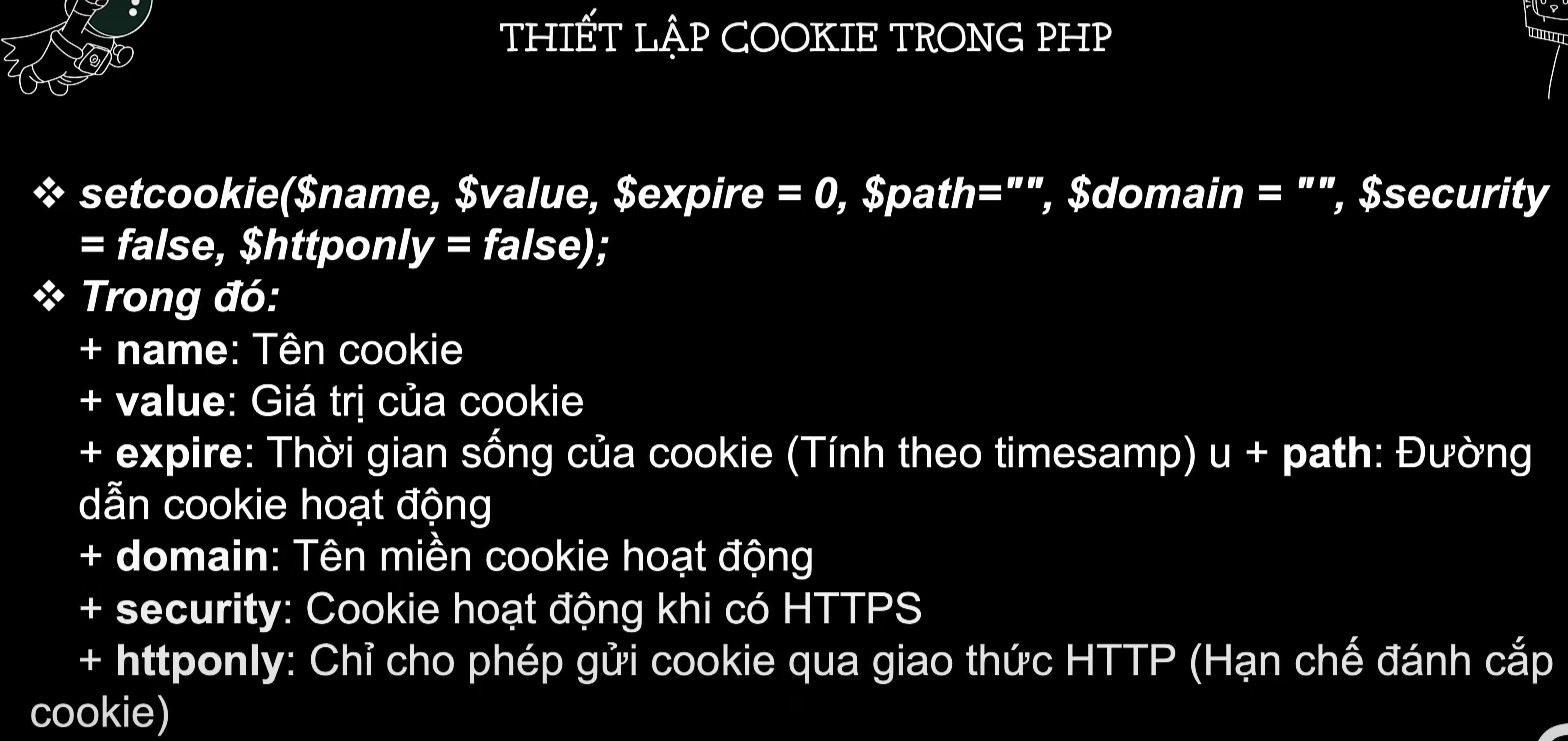 THIẾT LẬP COOKIE TRONG PHP
❖ setcookie($name, $value, $expire = 0, $path="", $domain = "", $security
= false, $httponly = false);
❖ Trong đó:
+ name: Tên cookie
+ value: Giá trị của cookie
+ expire: Thời gian sống của cookie (Tính theo timesamp) u + path: Đường
dẫn cookie hoạt động
+ domain: Tên miền cookie hoạt động
+ security: Cookie hoạt động khi có HTTPS
+ httponly: Chỉ cho phép gửi cookie qua giao thức HTTP (Hạn chế đánh cắp
cookie)